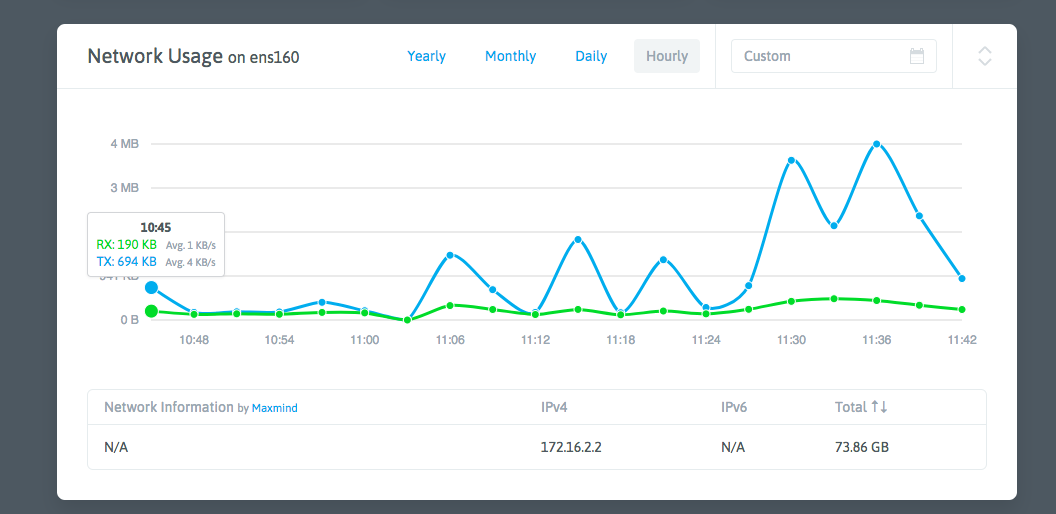 Network Usage on ens160 Yearly Monthly Daily Hourly Custom
4 MB
3 MB
10:45
RX: 190 KB Avg. 1 KB/s
TX: 694 KB Avg. 4 KB/s
0 B
10:48 10:54 11:00 11:06 11:12 11:18 11:24 11:30 11:36 11:42
Network Information by Maxmind IPv4 IPv6 Total ↑↓
N/A 172.16.2.2 N/A 73.86 GB